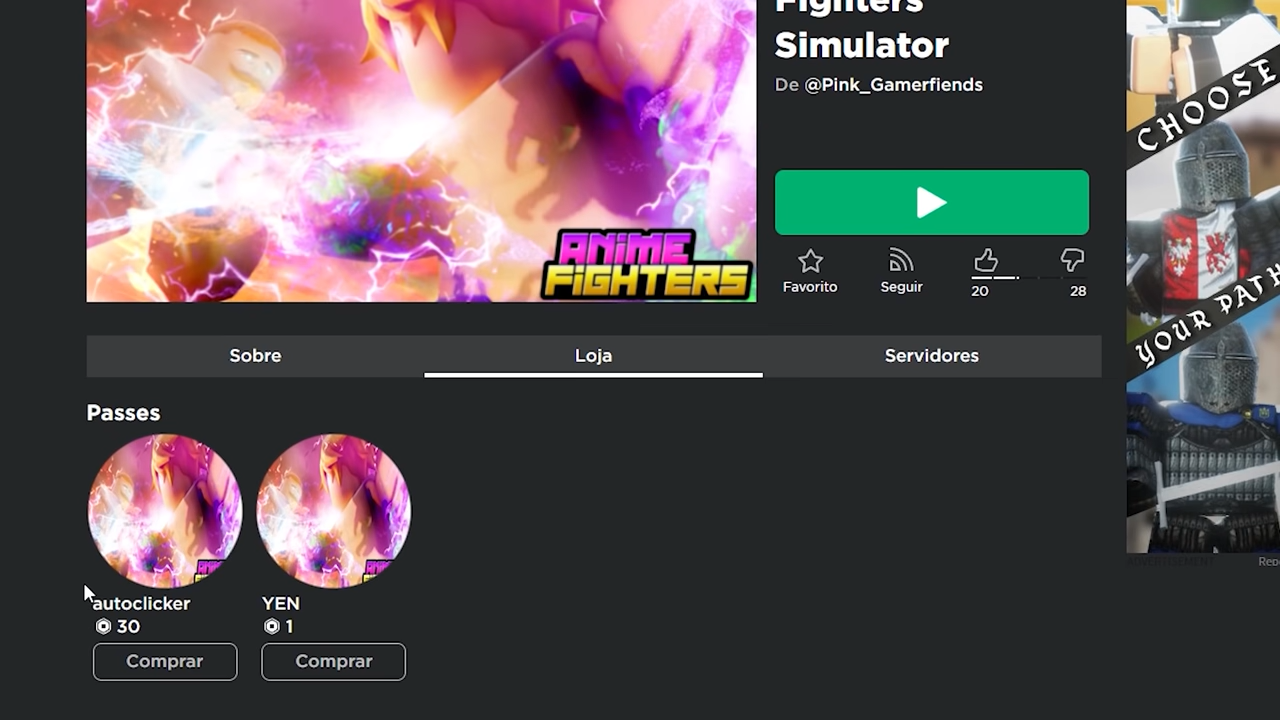 Fighters
Simulator
De @Pink_Gamerfiends
ANIME
FIGHTERS
Favorito
Seguir
20
28
Sobre
Loja
Servidores
Passes
autoclicker
YEN
30
1
Comprar
Comprar
CHOOSE
YOUR PATH
ADVERTISEMENT